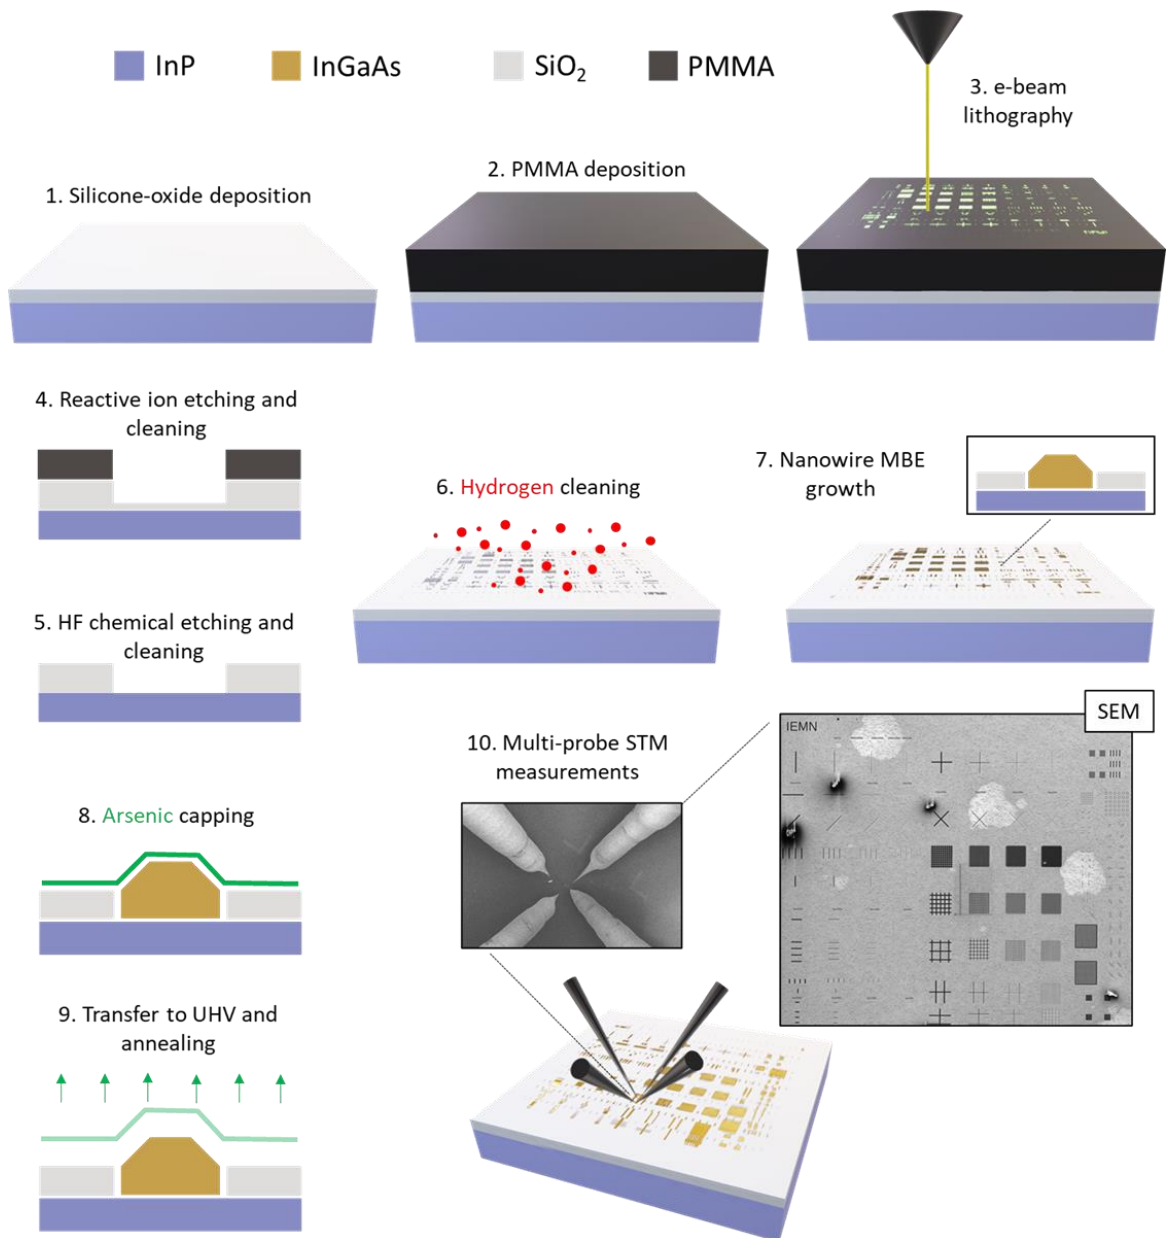 InP
InGaAs
SiO₂
PMMA
3. e-beam
lithography
2. PMMA deposition
1. Silicone-oxide deposition
4. Reactive ion etching and
cleaning
6. Hydrogen cleaning
7. Nanowire MBE
growth
5. HF chemical etching and
cleaning
SEM
IEMN
10. Multi-probe STM
measurements
8. Arsenic capping
9. Transfer to UHV and
annealing